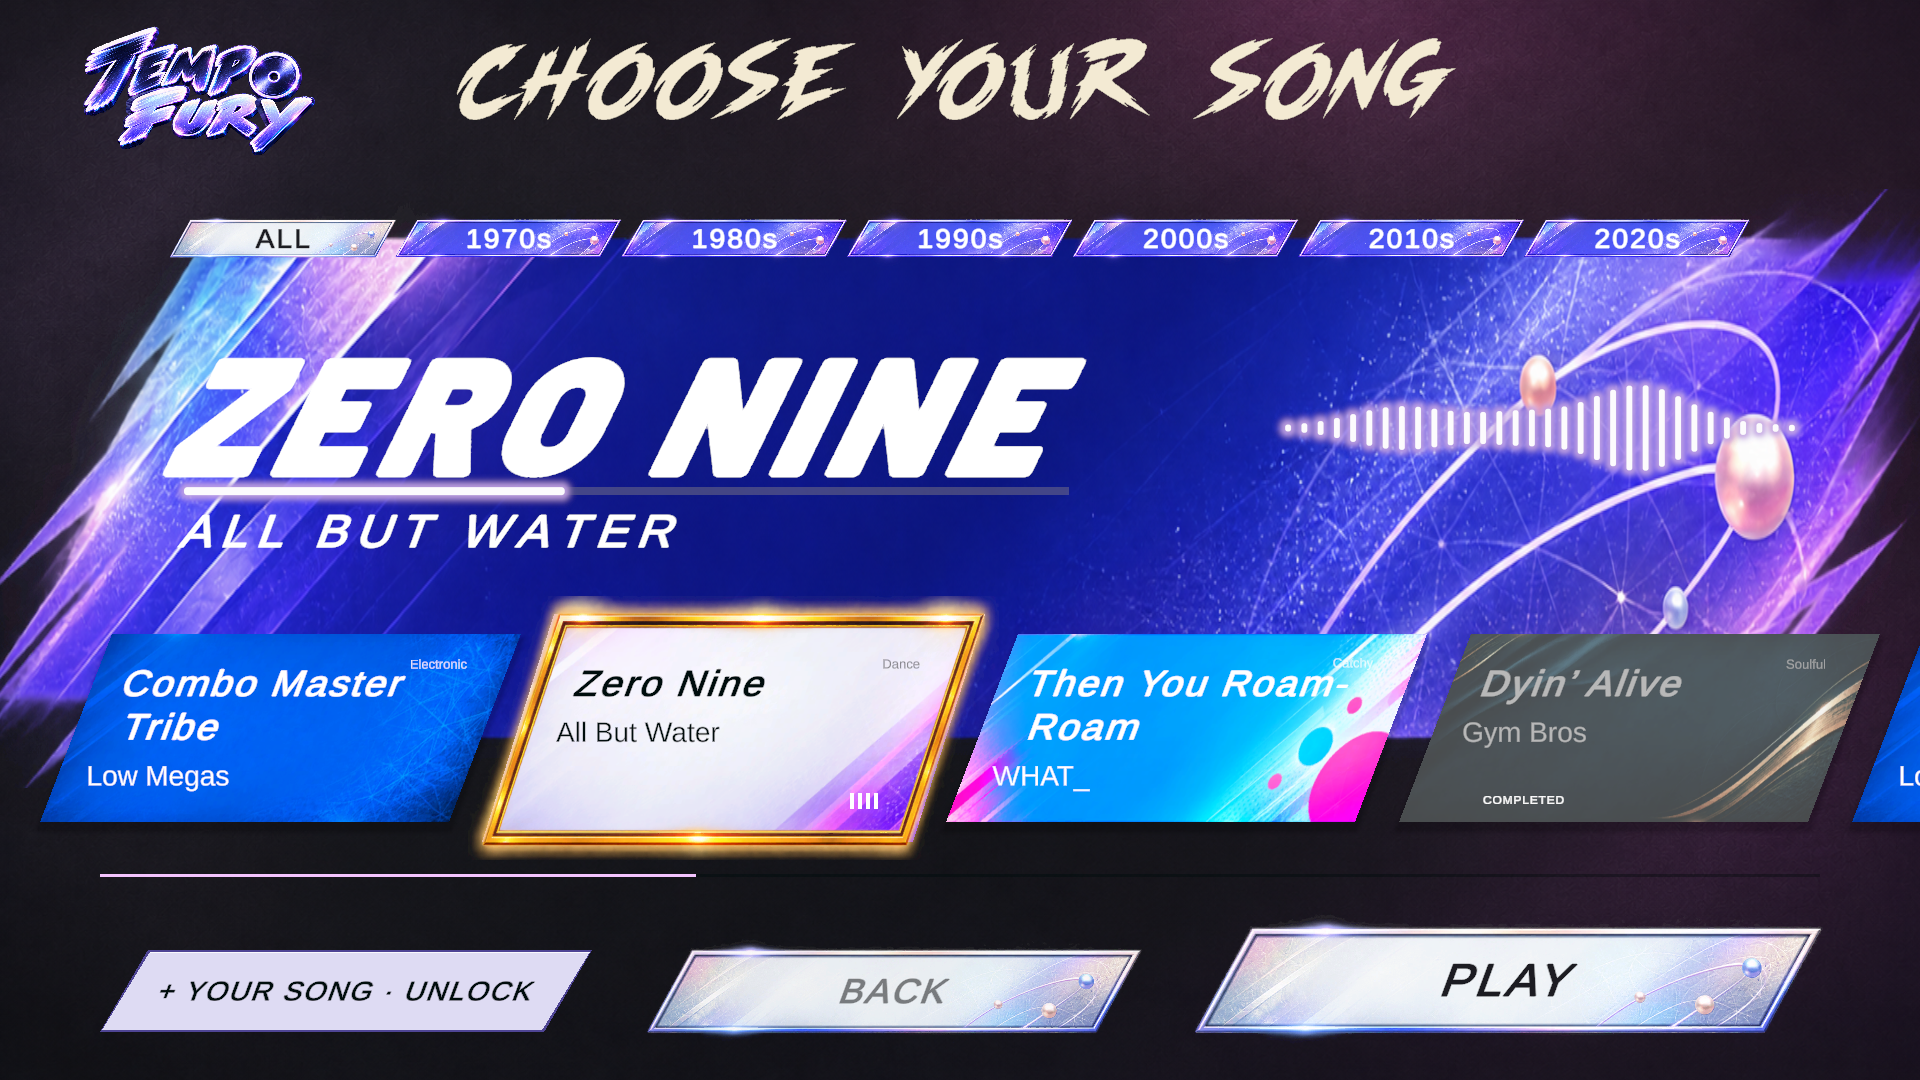 TEMPO
FURY
CHOOSE YOUR SONG
ALL
1970s
1980s
1990s
2000s
2010s
2020s
ZERO NINE
ALL BUT WATER
Electronic
Combo Master
Tribe
Low Megas
Dance
Zero Nine
All But Water
Catchy
Then You Roam-
Roam
WHAT_
Soulful
Dyin’ Alive
Gym Bros
COMPLETED
Lo
+ YOUR SONG · UNLOCK
BACK
PLAY